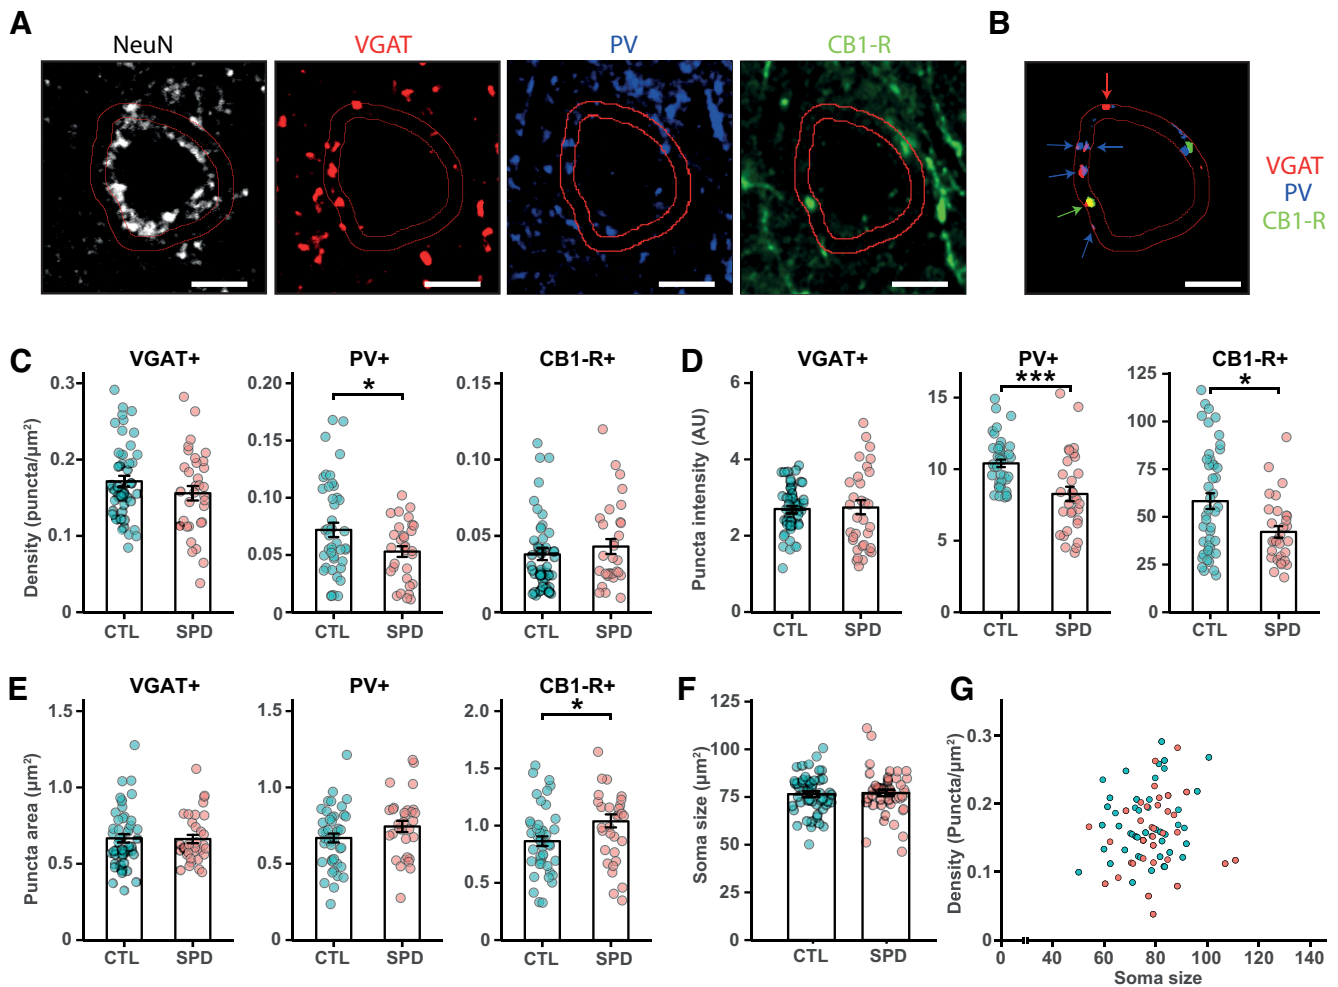 A
B
NeuN
VGAT
PV
CB1-R
VGAT
PV
CB1-R
C
VGAT+
PV+
CB1-R+
*
Density (puncta/µm²)
0.3
0.2
0.1
0
0.20
0.15
0.10
0.05
0
0.15
0.10
0.05
0
CTL
SPD
CTL
SPD
CTL
SPD
D
VGAT+
PV+
CB1-R+
***
*
Puncta intensity (AU)
6
4
2
0
15
10
5
0
125
100
75
50
25
0
CTL
SPD
CTL
SPD
CTL
SPD
E
VGAT+
PV+
CB1-R+
*
Puncta area (µm²)
1.5
1.0
0.5
0
1.5
1.0
0.5
0
2.0
1.5
1.0
0.5
0
CTL
SPD
CTL
SPD
CTL
SPD
F
Soma size (µm²)
125
100
75
50
25
0
CTL
SPD
G
Density (Puncta/µm²)
0.3
0.2
0.1
0
0
40
60
80
100
120
140
Soma size